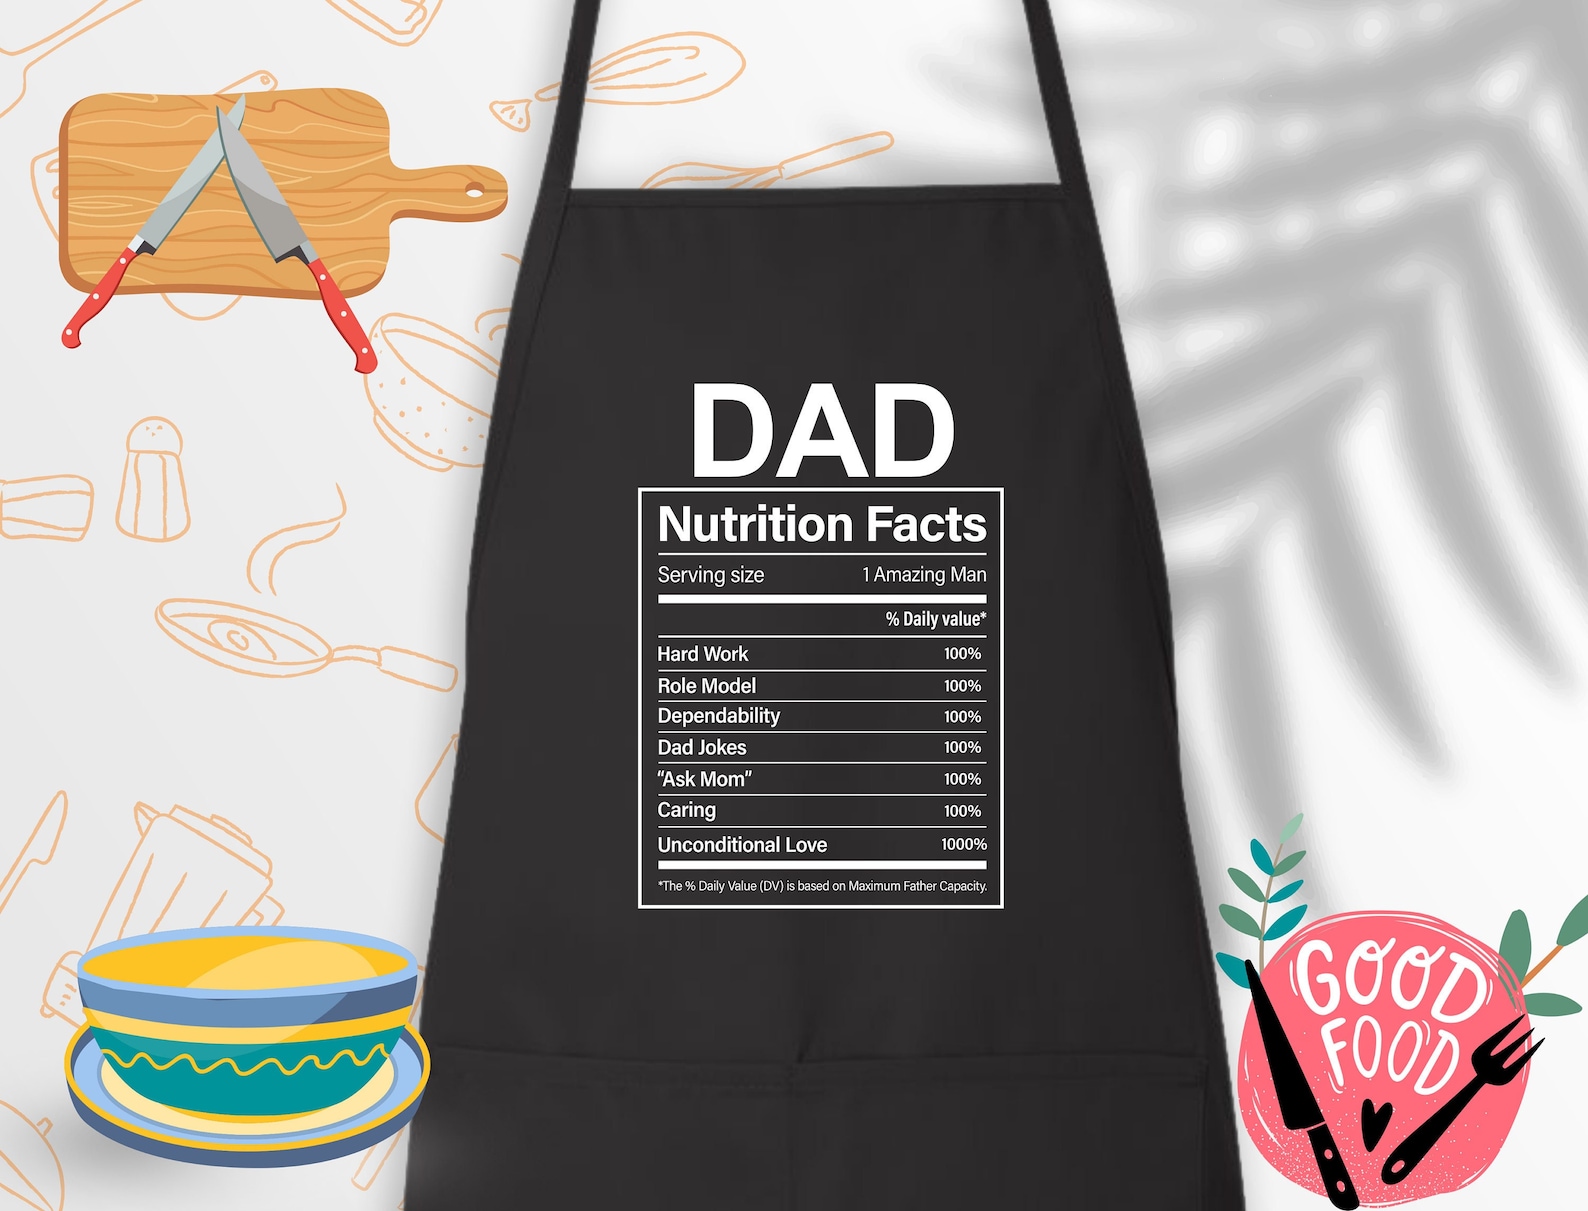 DAD
Nutrition Facts
Serving size 1 Amazing Man
% Daily value*
Hard Work 100%
Role Model 100%
Dependability 100%
Dad Jokes 100%
“Ask Mom” 100%
Caring 100%
Unconditional Love 1000%
*The % Daily Value (DV) is based on Maximum Father Capacity.
GOOD
FOOD